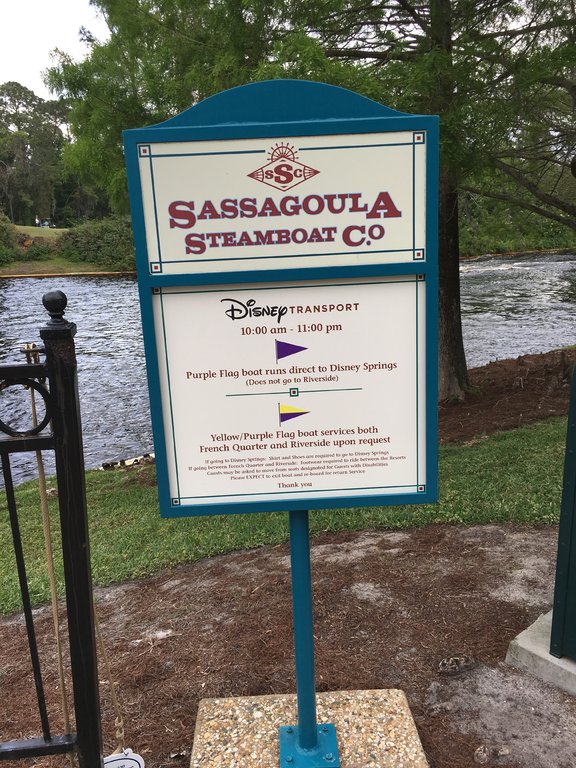 SSC
SASSAGOULA
STEAMBOAT CO
Disney TRANSPORT
10:00 am - 11:00 pm
Purple Flag boat runs direct to Disney Springs
(Does not go to Riverside)
Yellow/Purple Flag boat services both
French Quarter and Riverside upon request
If going to Disney Springs: Shirt and Shoes are required to go to Disney Springs
If going between French Quarter and Riverside: Footwear required to ride between the Resorts
Guests may be asked to move from seats designated for Guests with Disabilities
Please EXPECT to exit boat and re-board for return Service
Thank you